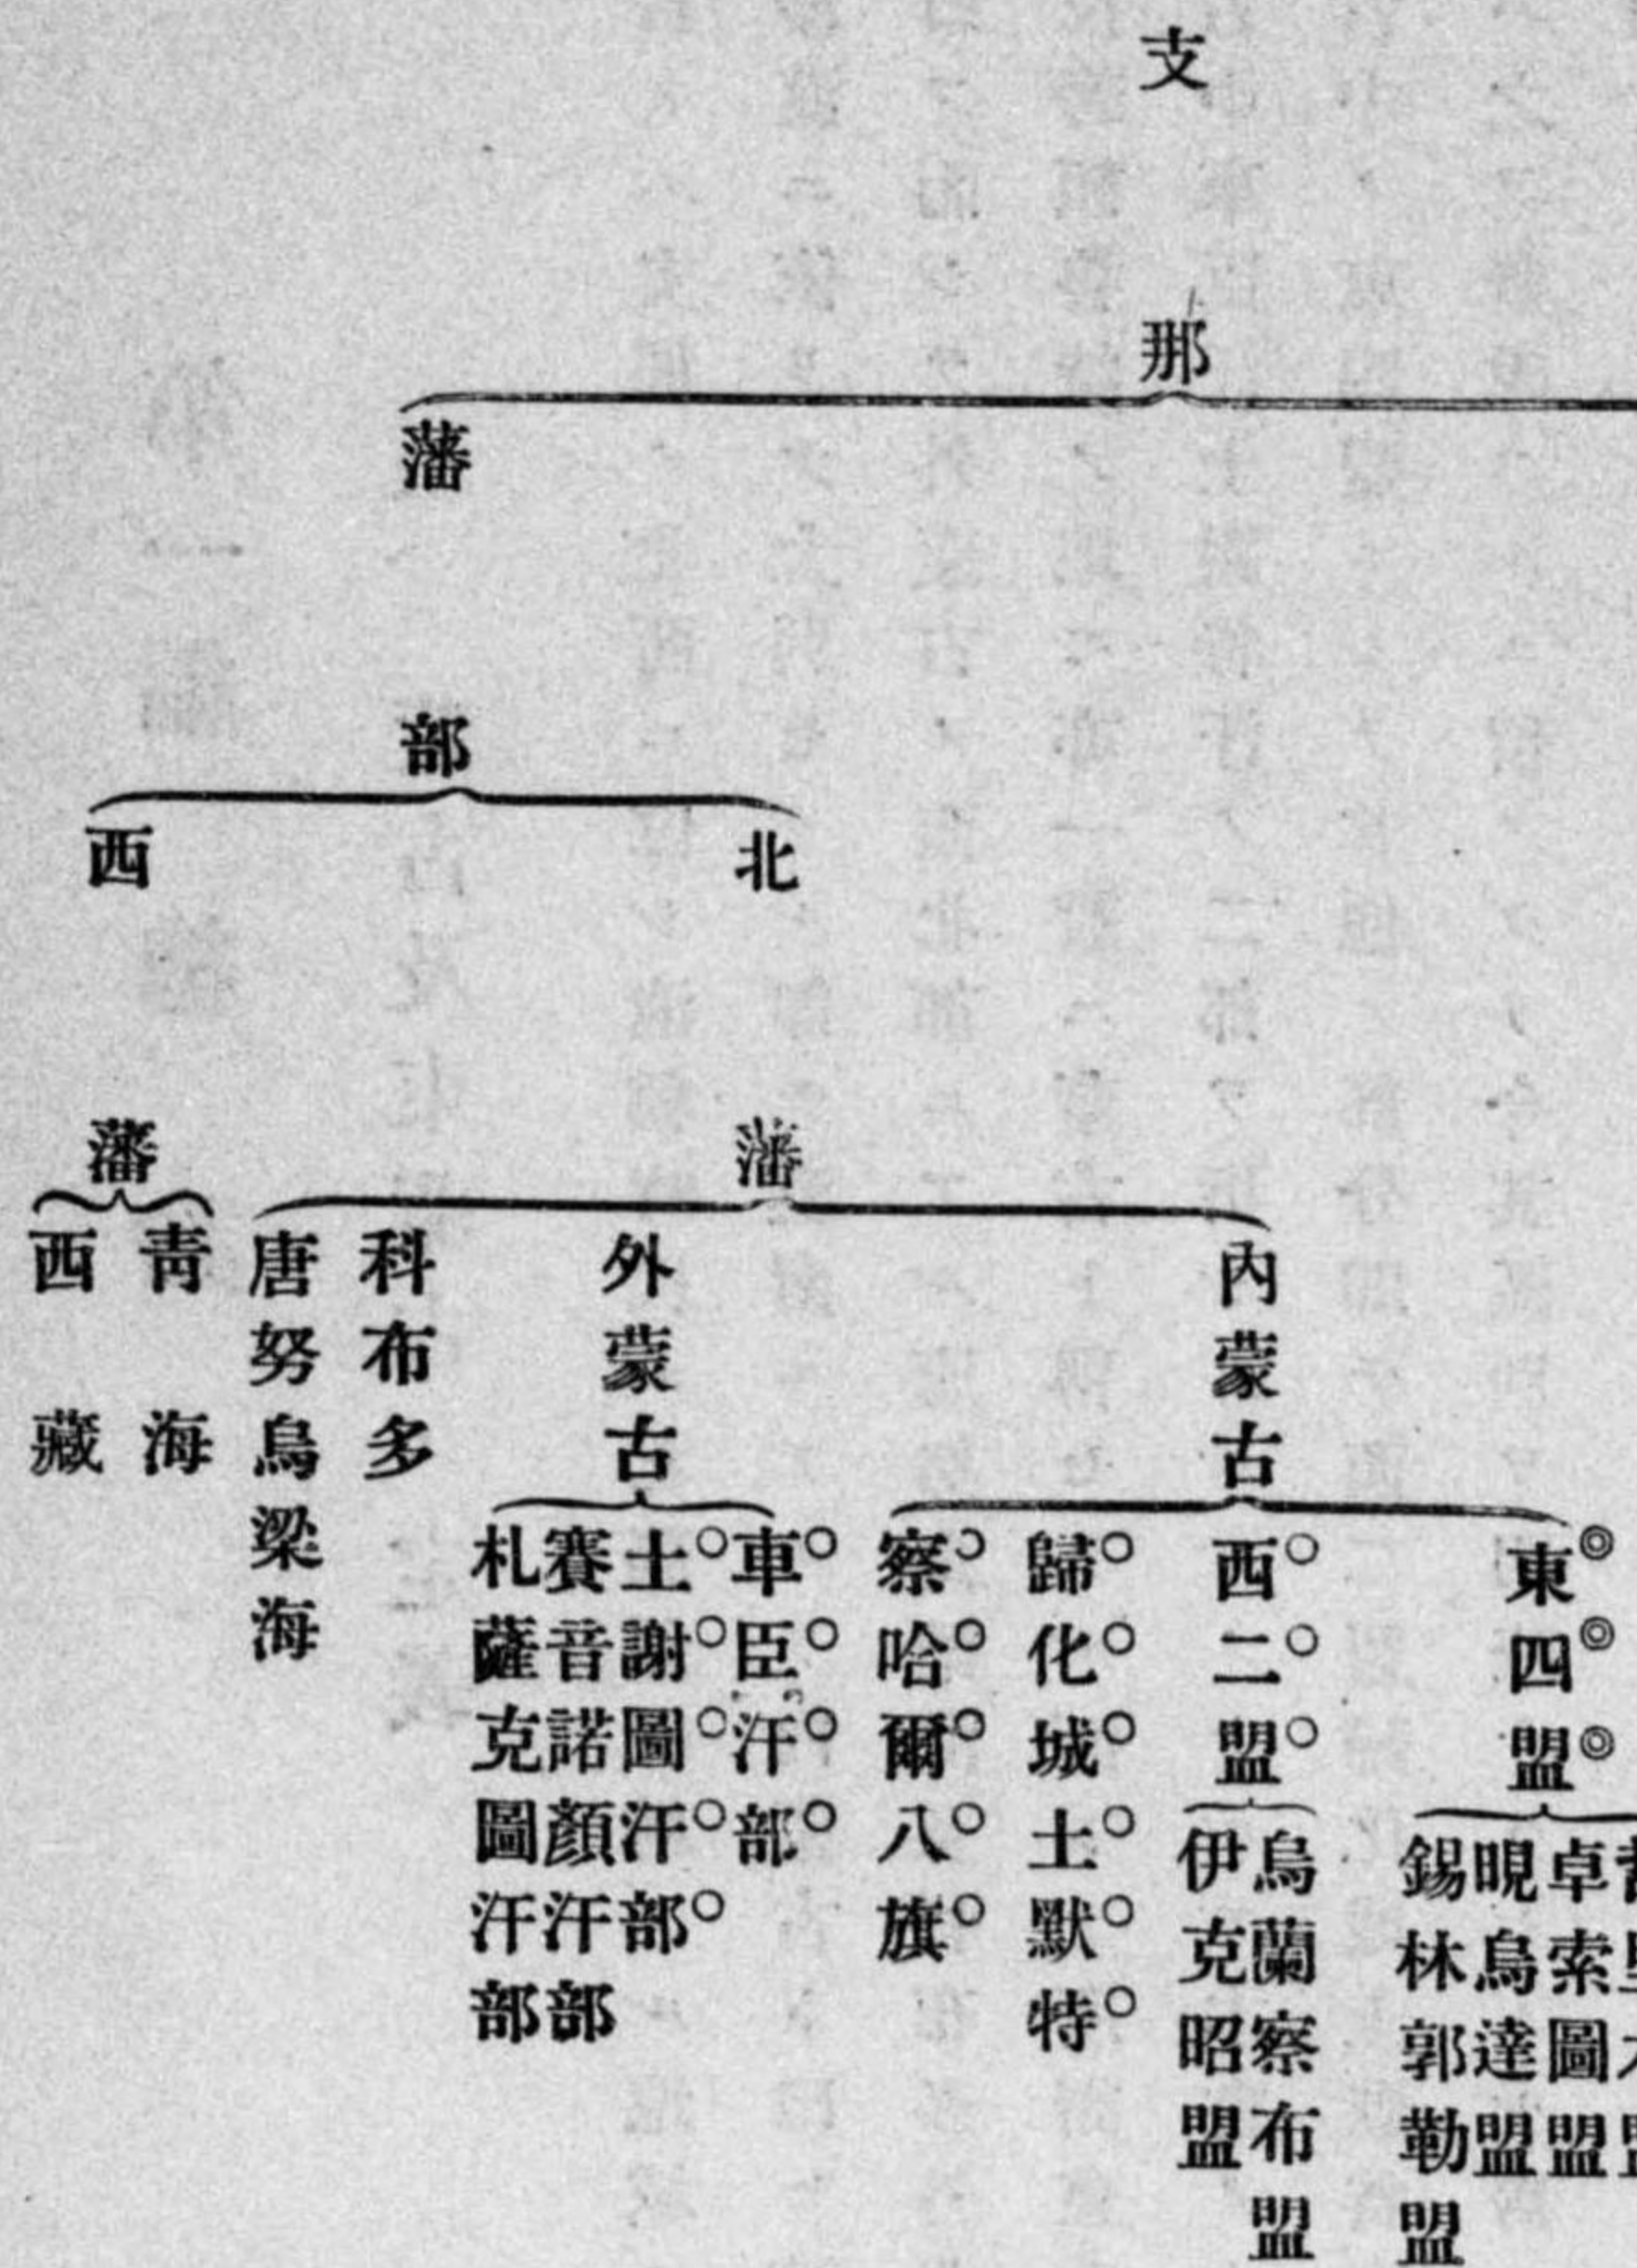 支那
藩部
北藩
內蒙古
東四盟
卓索圖盟
晛烏達盟
錫林郭勒盟
西二盟
烏蘭察布盟
伊克昭盟
歸化城土默特
察哈爾八旗
外蒙古
車臣汗部
土謝圖汗部
賽音諾顏汗部
札薩克圖汗部
科布多
唐努烏梁海
西藩
靑海
西藏